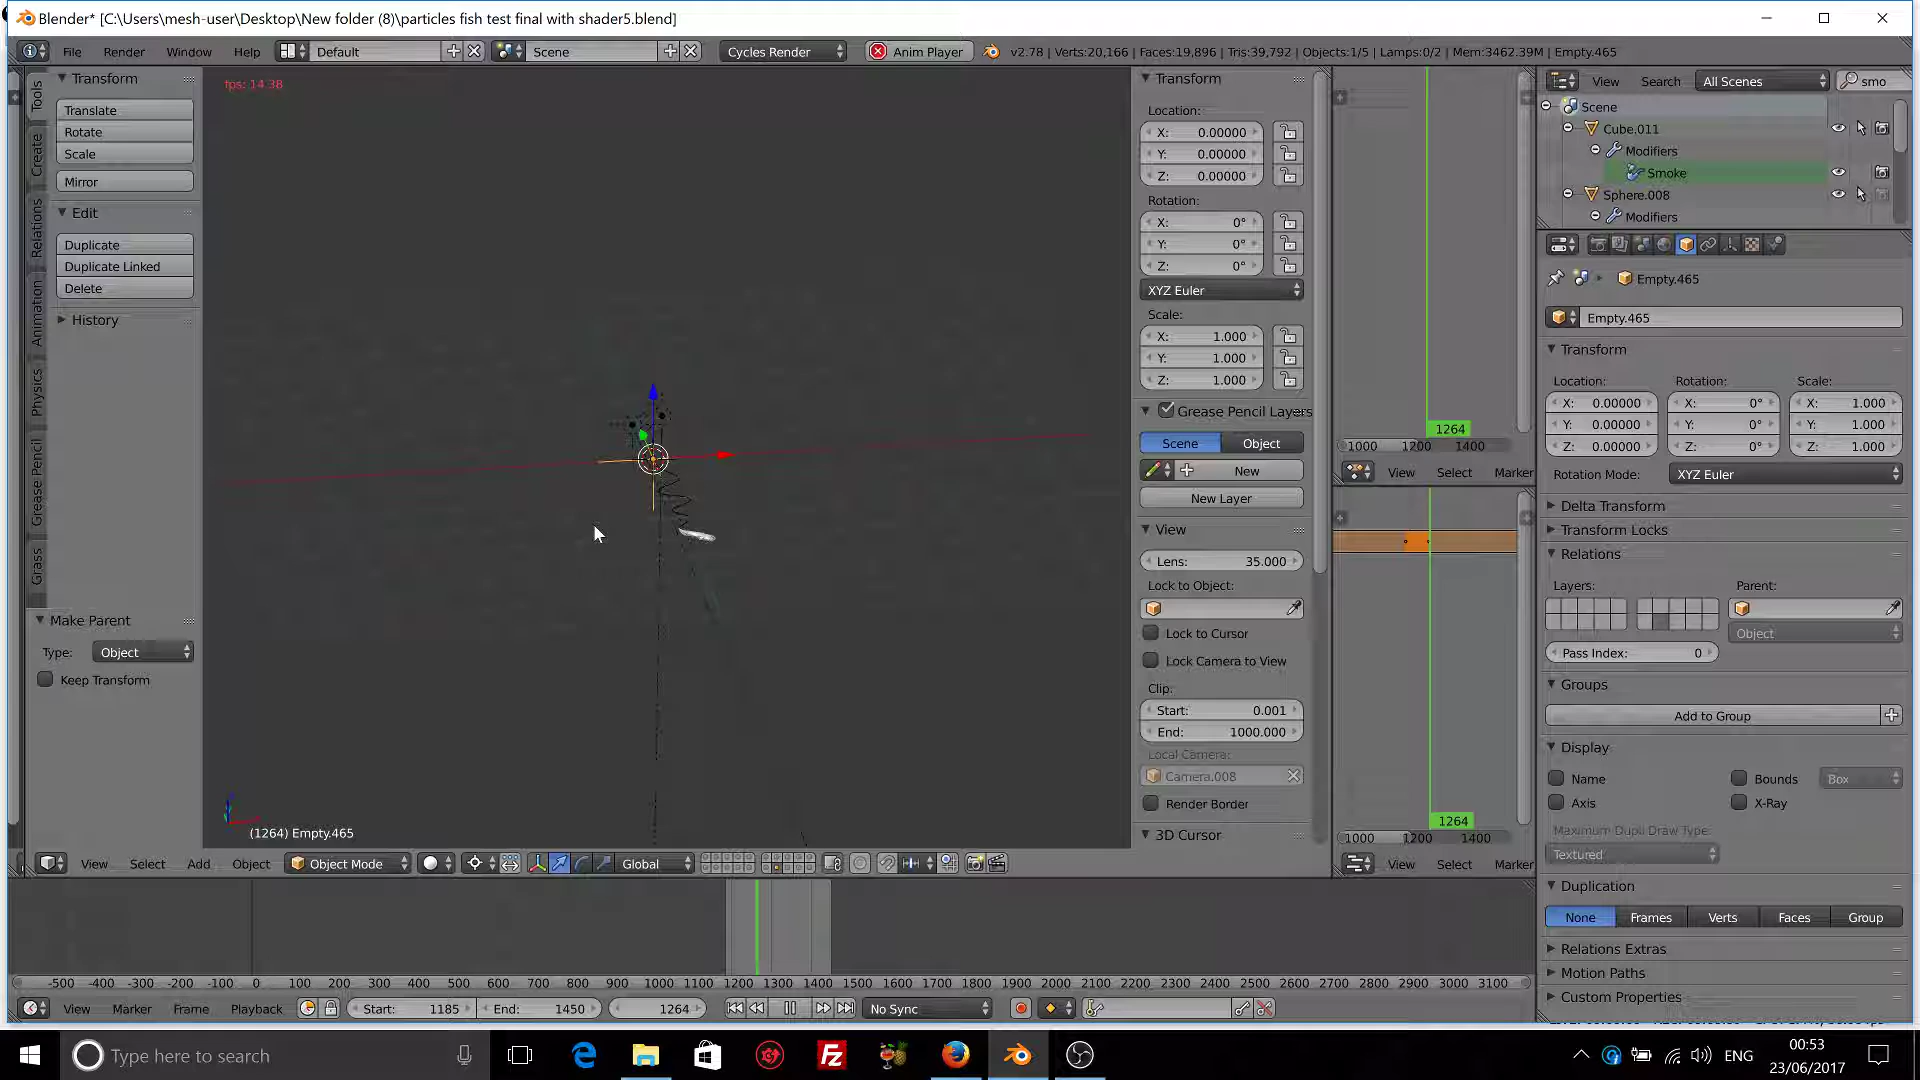 Blender* [C:\Users\mesh-user\Desktop\New folder (8)\particles fish test final with shader5.blend]
File Render Window Help Default Scene Cycles Render Anim Player v2.78 | Verts:20,166 | Faces:19,896 | Tris:39,792 | Objects:1/5 | Lamps:0/2 | Mem:3462.39M | Empty.465
Tools
Create
Relations
Animation
Physics
Grease Pencil
Grass
Transform
Translate
Rotate
Scale
Mirror
Edit
Duplicate
Duplicate Linked
Delete
History
Make Parent
Type: Object
Keep Transform
fps: 14.38
(1264) Empty.465
View Select Add Object Object Mode Global
Transform
Location:
X: 0.00000
Y: 0.00000
Z: 0.00000
Rotation:
X: 0°
Y: 0°
Z: 0°
XYZ Euler
Scale:
X: 1.000
Y: 1.000
Z: 1.000
Grease Pencil Layers
Scene Object
New
New Layer
View
Lens: 35.000
Lock to Object:
Lock to Cursor
Lock Camera to View
Clip:
Start: 0.001
End: 1000.000
Local Camera:
Camera.008
Render Border
3D Cursor
1264
1000 1200 1400
View Select Marker
1264
1000 1200 1400
View Select Marker
View Search All Scenes smo
Scene
Cube.011
Modifiers
Smoke
Sphere.008
Modifiers
Empty.465
Empty.465
Transform
Location: Rotation: Scale:
X: 0.00000 X: 0° X: 1.000
Y: 0.00000 Y: 0° Y: 1.000
Z: 0.00000 Z: 0° Z: 1.000
Rotation Mode: XYZ Euler
Delta Transform
Transform Locks
Relations
Layers: Parent:
Object
Pass Index: 0
Groups
Add to Group
Display
Name Bounds Box
Axis X-Ray
Maximum Dupli Draw Type:
Textured
Duplication
None Frames Verts Faces Group
Relations Extras
Motion Paths
Custom Properties
-500 -400 -300 -200 -100 0 100 200 300 400 500 600 700 800 900 1000 1100 1200 1300 1400 1500 1600 1700 1800 1900 2000 2100 2200 2300 2400 2500 2600 2700 2800 2900 3000 3100
View Marker Frame Playback Start: 1185 End: 1450 1264 No Sync
Type here to search
ENG
00:53
23/06/2017